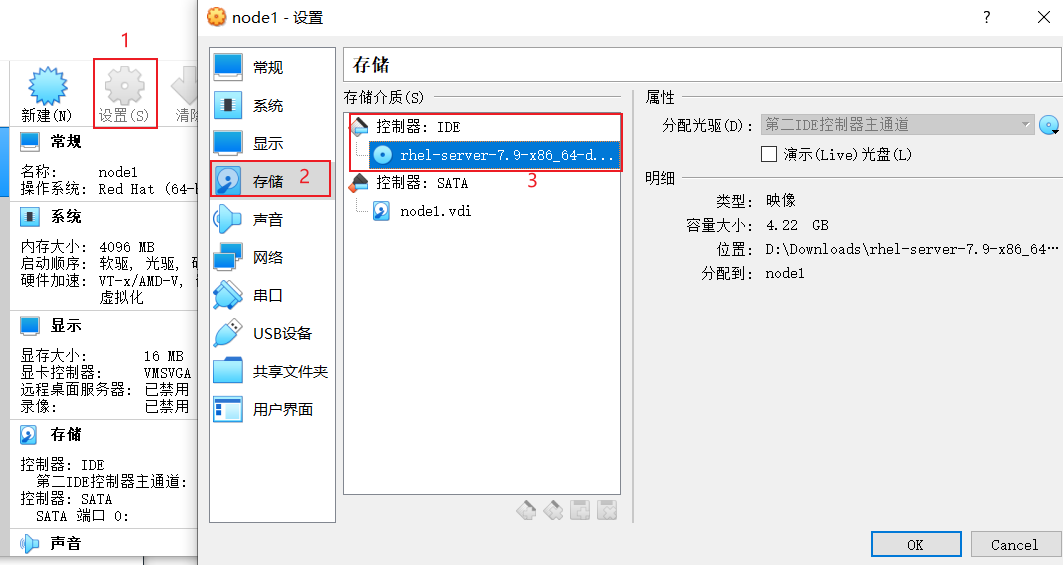 1
新建(N)
设置(S)
清除
常规
名称: node1
操作系统: Red Hat (64-b
系统
内存大小: 4096 MB
启动顺序: 软驱, 光驱, 硬
硬件加速: VT-x/AMD-V,
虚拟化
显示
显存大小: 16 MB
显卡控制器: VMSVGA
远程桌面服务器: 已禁用
录像: 已禁用
存储
控制器: IDE
第二IDE控制器主通道:
控制器: SATA
SATA 端口 0:
声音
node1 - 设置
?
常规
系统
显示
存储 2
声音
网络
串口
USB设备
共享文件夹
用户界面
存储
存储介质(S)
控制器: IDE
rhel-server-7.9-x86_64-d...
控制器: SATA
3
node1.vdi
属性
分配光驱(D): 第二IDE控制器主通道
演示(Live)光盘(L)
明细
类型: 映像
容量大小: 4.22 GB
位置: D:\Downloads\rhel-server-7.9-x86_64…
分配到: node1
OK
Cancel